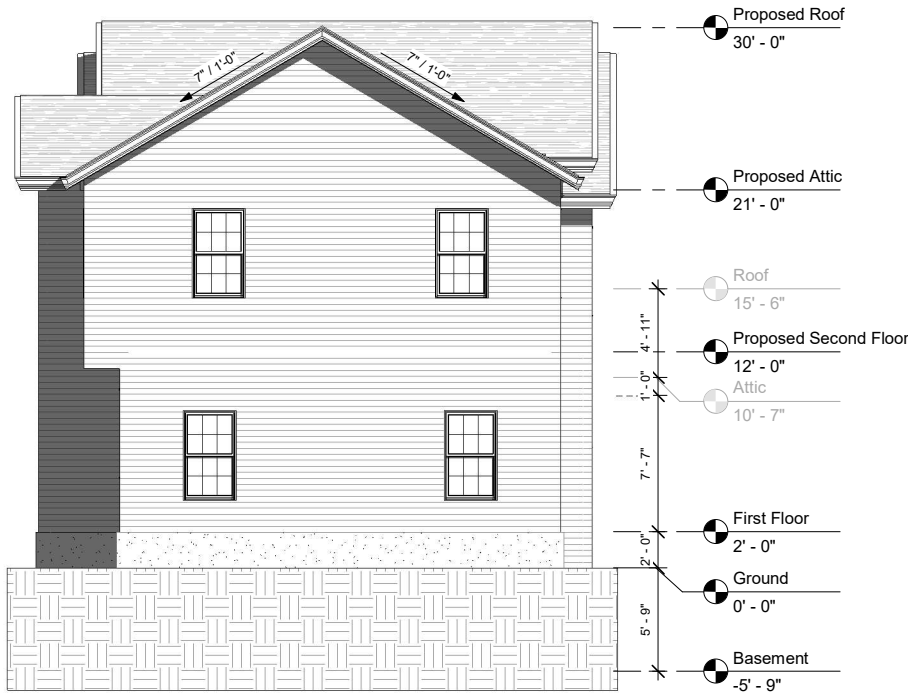 Proposed Roof
30' - 0"
7" / 1'-0"
7" / 1'-0"
Proposed Attic
21' - 0"
Roof
15' - 6"
4' - 11"
Proposed Second Floor
12' - 0"
1' - 0"
Attic
10' - 7"
7' - 7"
First Floor
2' - 0"
2' - 0"
Ground
0' - 0"
5' - 9"
Basement
-5' - 9"